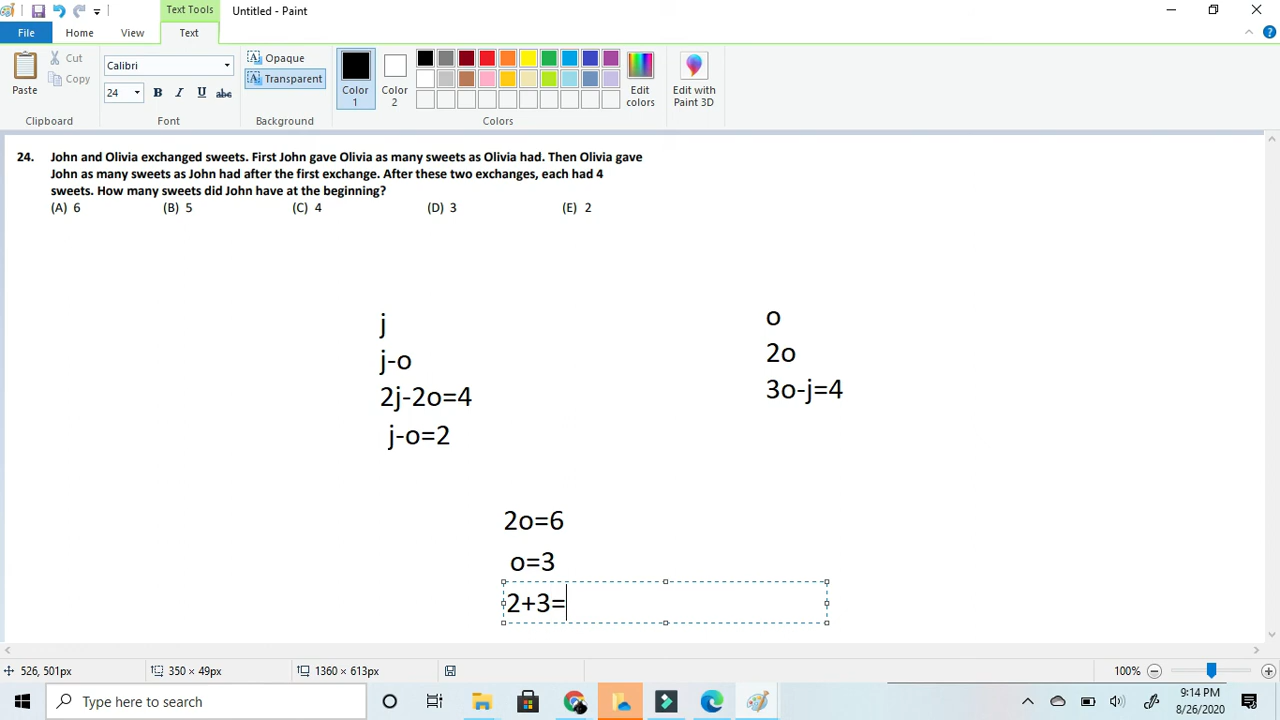 Text Tools
Untitled - Paint
File
Home
View
Text
Paste
Cut
Copy
Clipboard
Calibri
24
B
I
U
abc
Font
Opaque
Transparent
Background
Color 1
Color 2
Edit colors
Colors
Edit with Paint 3D
24. John and Olivia exchanged sweets. First John gave Olivia as many sweets as Olivia had. Then Olivia gave
John as many sweets as John had after the first exchange. After these two exchanges, each had 4
sweets. How many sweets did John have at the beginning?
(A) 6 (B) 5 (C) 4 (D) 3 (E) 2
j
j-o
2j-2o=4
j-o=2
o
2o
3o-j=4
2o=6
o=3
2+3=
526, 501px
350 × 49px
1360 × 613px
100%
Type here to search
9:14 PM
8/26/2020